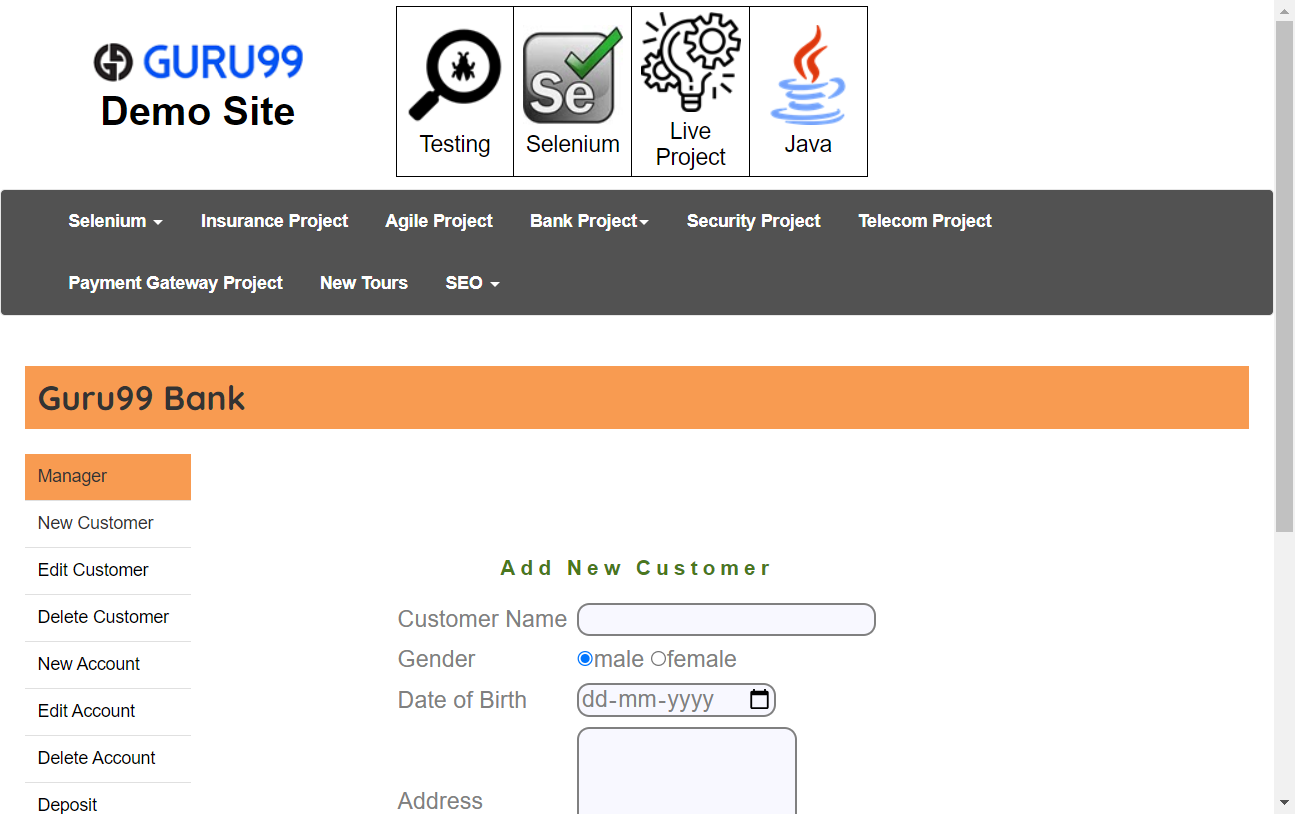 GURU99
Demo Site
Testing
Se
Selenium
Live
Project
Java
Selenium
Insurance Project
Agile Project
Bank Project
Security Project
Telecom Project
Payment Gateway Project
New Tours
SEO
Guru99 Bank
Manager
New Customer
Edit Customer
Delete Customer
New Account
Edit Account
Delete Account
Deposit
Add New Customer
Customer Name
Gender
male female
Date of Birth
dd-mm-yyyy
Address